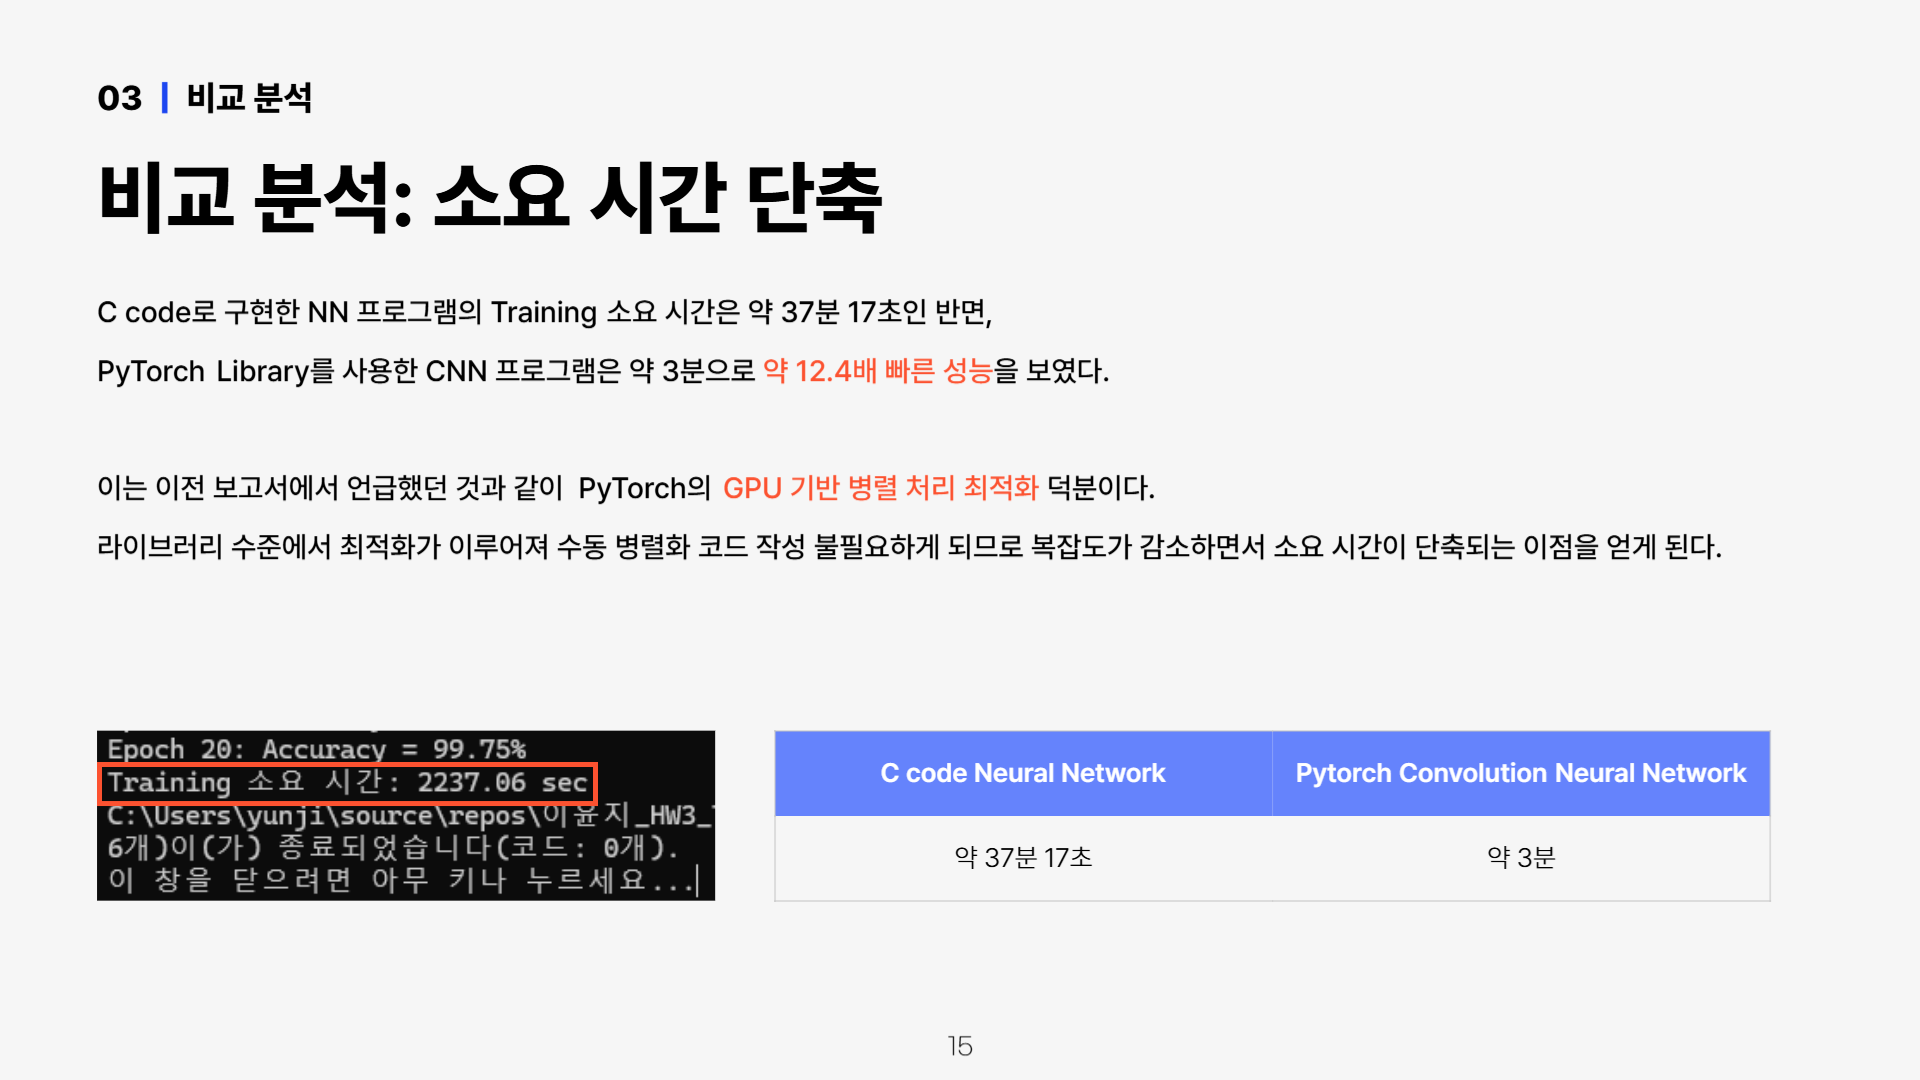 03 | 비교 분석
비교 분석: 소요 시간 단축
C code로 구현한 NN 프로그램의 Training 소요 시간은 약 37분 17초인 반면,
PyTorch Library를 사용한 CNN 프로그램은 약 3분으로 약 12.4배 빠른 성능을 보였다.
이는 이전 보고서에서 언급했던 것과 같이 PyTorch의 GPU 기반 병렬 처리 최적화 덕분이다.
라이브러리 수준에서 최적화가 이루어져 수동 병렬화 코드 작성 불필요하게 되므로 복잡도가 감소하면서 소요 시간이 단축되는 이점을 얻게 된다.
Epoch 20: Accuracy = 99.75%
Training 소요 시간: 2237.06 sec
C:\Users\yunji\source\repos\이윤지_HW3_
6개)이(가) 종료되었습니다(코드: 0개).
이 창을 닫으려면 아무 키나 누르세요...
C code Neural Network
Pytorch Convolution Neural Network
약 37분 17초
약 3분
15